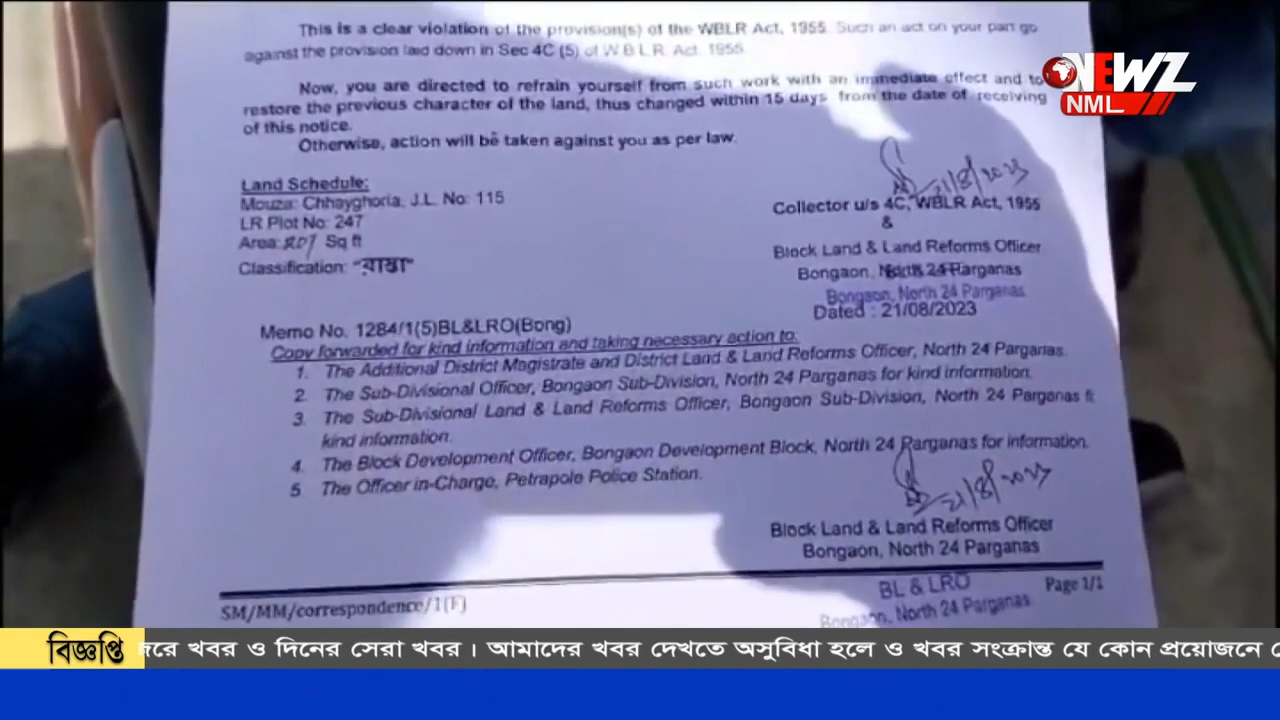 This is a clear violation of the provision(s) of the WBLR Act, 1955. Such an act on your part go
against the provision laid down in Sec 4C (5) of W.B.L.R. Act. 1955
NEWZ
NML
Now, you are directed to refrain yourself from such work with an immediate effect and to
restore the previous character of the land, thus changed within 15 days from the date of receiving
of this notice.
Otherwise, action will be taken against you as per law.
21/8/2023
Land Schedule:
Mouza: Chhayghoria, J.L. No: 115
LR Plot No: 247
Area: Sq ft
Classification: "রাস্তা"
Collector u/s 4C, WBLR Act, 1955
&
Block Land & Land Reforms Officer
Bongaon, North 24 Parganas
Bongaon, North 24 Parganas
Dated : 21/08/2023
Memo No. 1284/1(5)BL&LRO(Bong)
Copy forwarded for kind information and taking necessary action to:
1. The Additional District Magistrate and District Land & Land Reforms Officer, North 24 Parganas.
2. The Sub-Divisional Officer, Bongaon Sub-Division, North 24 Parganas for kind information.
3. The Sub-Divisional Land & Land Reforms Officer, Bongaon Sub-Division, North 24 Parganas f
kind information.
4. The Block Development Officer, Bongaon Development Block, North 24 Parganas for information.
5. The Officer in-Charge, Petrapole Police Station.
21/8/2023
Block Land & Land Reforms Officer
Bongaon, North 24 Parganas
BL & LRO
Bongaon, North 24 Parganas
SM/MM/correspondence/1(F)
Page 1/1
বিজ্ঞপ্তি
দরে খবর ও দিনের সেরা খবর । আমাদের খবর দেখতে অসুবিধা হলে ও খবর সংক্রান্ত যে কোন প্রয়োজনে